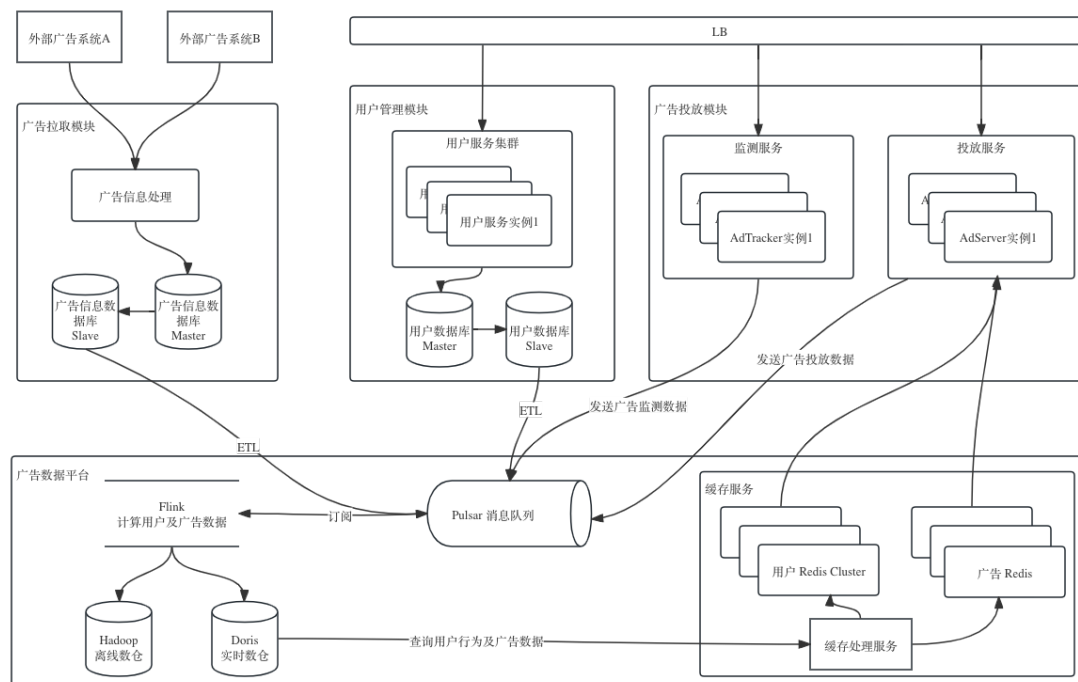 外部广告系统A
外部广告系统B
LB
广告拉取模块
用户管理模块
广告投放模块
用户服务集群
监测服务
投放服务
广告信息处理
用
用
用户服务实例1
A
A
AdTracker实例1
A
A
AdServer实例1
广告信息数
据库
Slave
广告信息数
据库
Master
用户数据库
Master
用户数据库
Slave
发送广告投放数据
ETL
发送广告监测数据
ETL
广告数据平台
缓存服务
Flink
计算用户及广告数据
订阅
Pulsar 消息队列
用户 Redis Cluster
广告 Redis
Hadoop
离线数仓
Doris
实时数仓
查询用户行为及广告数据
缓存处理服务